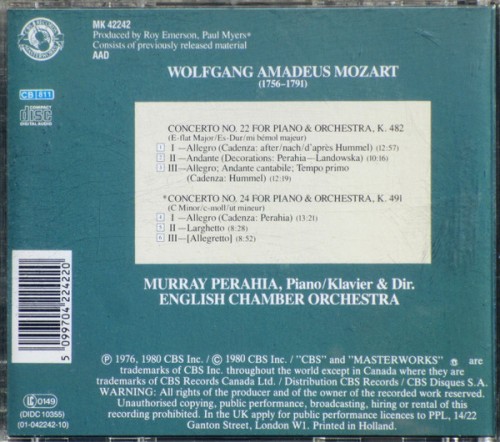 MK 42242
Produced by Roy Emerson, Paul Myers*
Consists of previously released material
AAD
WOLFGANG AMADEUS MOZART
(1756–1791)
CB 811
COMPACT
disc
DIGITAL AUDIO
CONCERTO NO. 22 FOR PIANO & ORCHESTRA, K. 482
(E-flat Major/Es-Dur/mi bémol majeur)
1 I —Allegro (Cadenza: after/nach/d'après Hummel) (12:57)
2 II —Andante (Decorations: Perahia—Landowska) (10:16)
3 III—Allegro; Andante cantabile; Tempo primo
(Cadenza: Hummel) (12:19)
*CONCERTO NO. 24 FOR PIANO & ORCHESTRA, K. 491
(C Minor/c-moll/ut mineur)
4 I —Allegro (Cadenza: Perahia) (13:21)
5 II —Larghetto (8:28)
6 III—[Allegretto] (8:52)
MURRAY PERAHIA, Piano/Klavier & Dir.
ENGLISH CHAMBER ORCHESTRA
5 099704 224220
Ⓟ 1976, 1980 CBS Inc. / © 1980 CBS Inc. / "CBS" and "MASTERWORKS" are
trademarks of CBS Inc. throughout the world except in Canada where they are
trademarks of CBS Records Canada Ltd. / Distribution CBS Records / CBS Disques S.A.
WARNING: All rights of the producer and of the owner of the recorded work reserved.
Unauthorised copying, public performance, broadcasting, hiring or rental of this
recording prohibited. In the UK apply for public performance licences to PPL, 14/22
Ganton Street, London W1. Printed in Holland.
LC 0149
(DIDC 10355)
(01-042242-10)